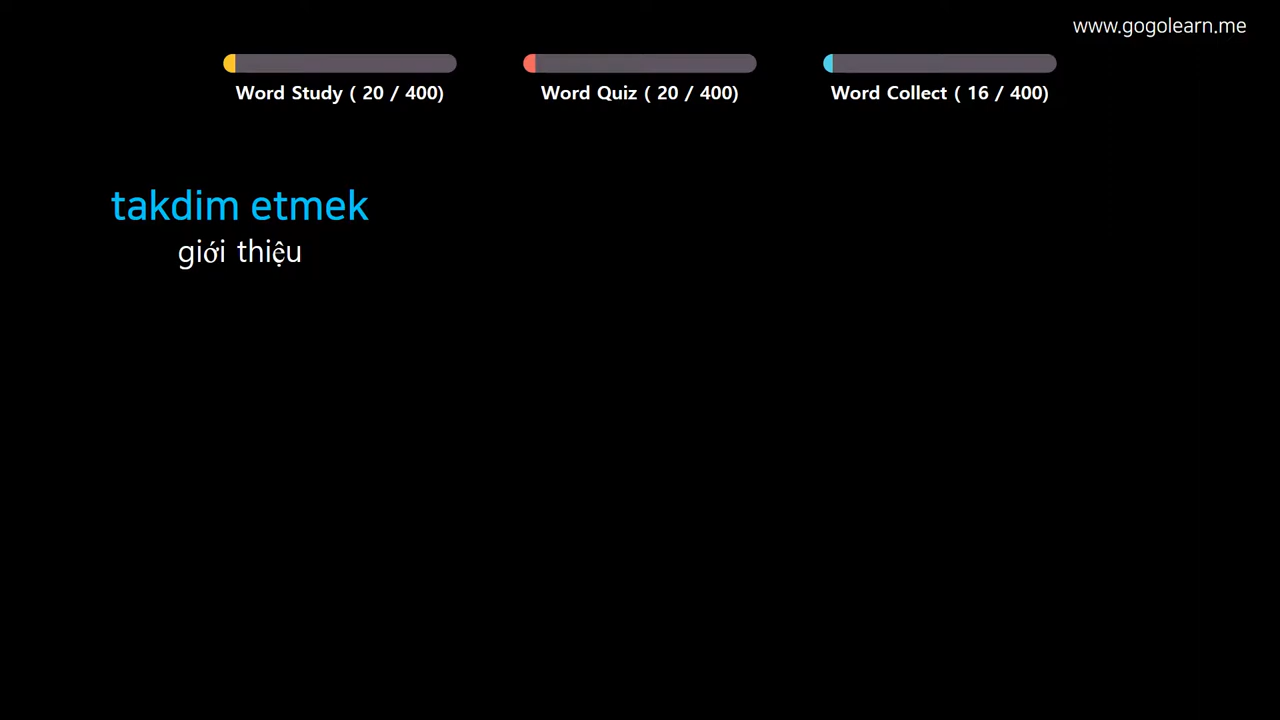 www.gogolearn.me
Word Study ( 20 / 400)
Word Quiz ( 20 / 400)
Word Collect ( 16 / 400)
takdim etmek
giới thiệu